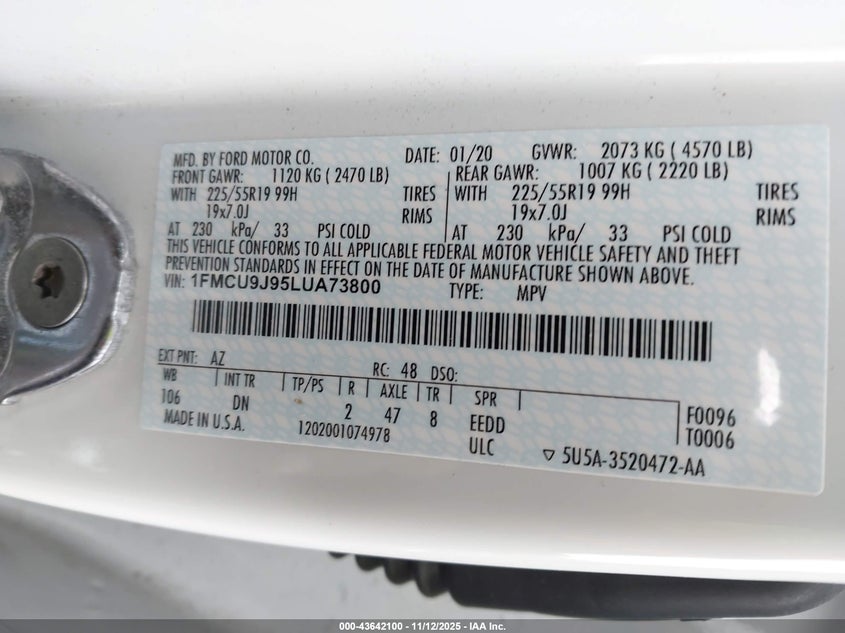 MFD. BY FORD MOTOR CO. DATE: 01/20 GVWR: 2073 KG ( 4570 LB)
FRONT GAWR: 1120 KG ( 2470 LB) REAR GAWR: 1007 KG ( 2220 LB)
WITH 225/55R19 99H TIRES WITH 225/55R19 99H TIRES
19x7.0J RIMS 19x7.0J RIMS
AT 230 kPa/ 33 PSI COLD AT 230 kPa/ 33 PSI COLD
THIS VEHICLE CONFORMS TO ALL APPLICABLE FEDERAL MOTOR VEHICLE SAFETY AND THEFT
PREVENTION STANDARDS IN EFFECT ON THE DATE OF MANUFACTURE SHOWN ABOVE.
VIN: 1FMCU9J95LUA73800 TYPE: MPV
EXT PNT: AZ RC: 48 DSO:
WB INT TR TP/PS R AXLE TR SPR
106 DN 2 47 8 EEDD F0096
MADE IN U.S.A. 1202001074978 ULC T0006
▽ 5U5A-3520472-AA
000-43642100 - 11/12/2025 - IAA Inc.